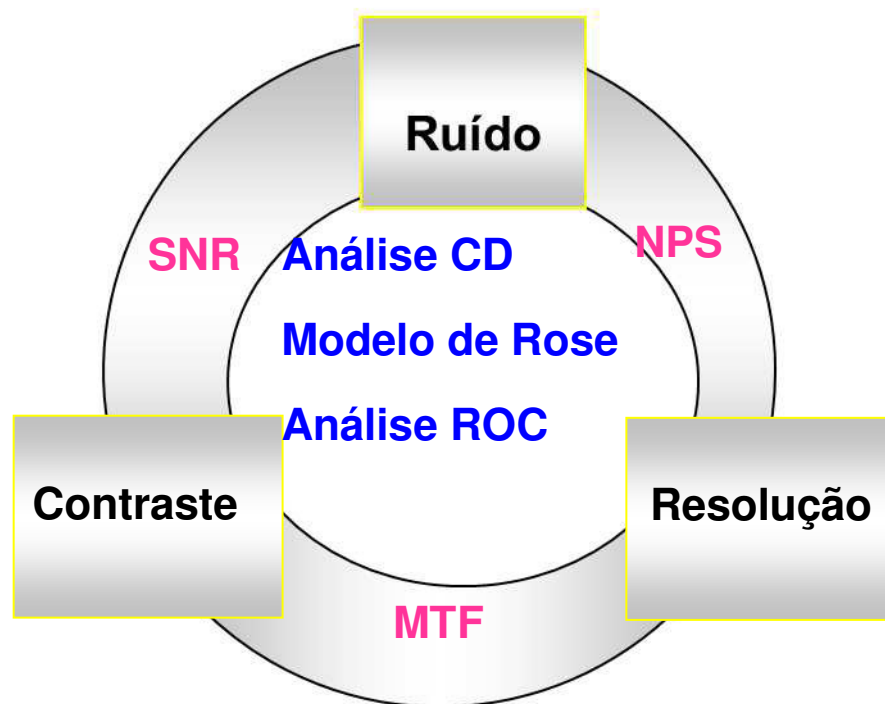 Ruído
SNR
Análise CD
NPS
Modelo de Rose
Análise ROC
Contraste
Resolução
MTF